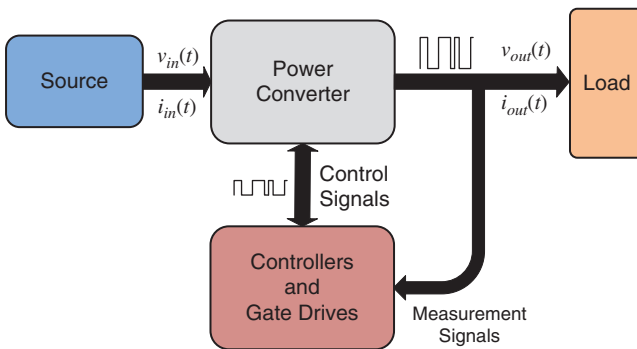 Source
v_in(t)
i_in(t)
Power
Converter
v_out(t)
i_out(t)
Load
Control
Signals
Controllers
and
Gate Drives
Measurement
Signals